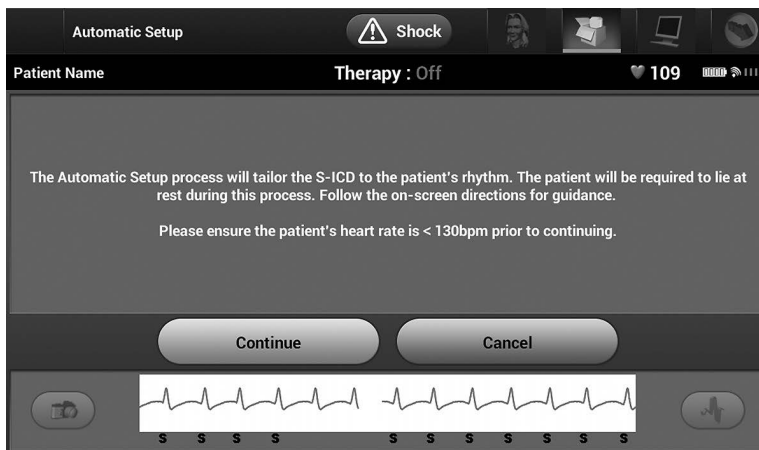 Automatic Setup
Shock
Patient Name
Therapy : Off
109
The Automatic Setup process will tailor the S-ICD to the patient's rhythm. The patient will be required to lie at
rest during this process. Follow the on-screen directions for guidance.
Please ensure the patient's heart rate is < 130bpm prior to continuing.
Continue
Cancel
S S S S S S S S S S S